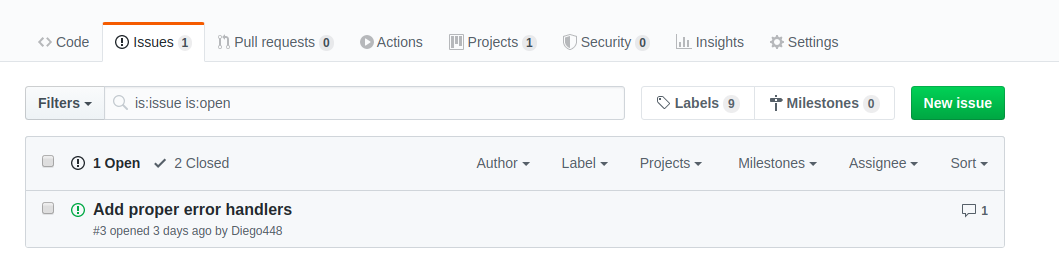 Code Issues 1 Pull requests 0 Actions Projects 1 Security 0 Insights Settings
Filters is:issue is:open Labels 9 Milestones 0 New issue
1 Open 2 Closed Author Label Projects Milestones Assignee Sort
Add proper error handlers 1
#3 opened 3 days ago by Diego448